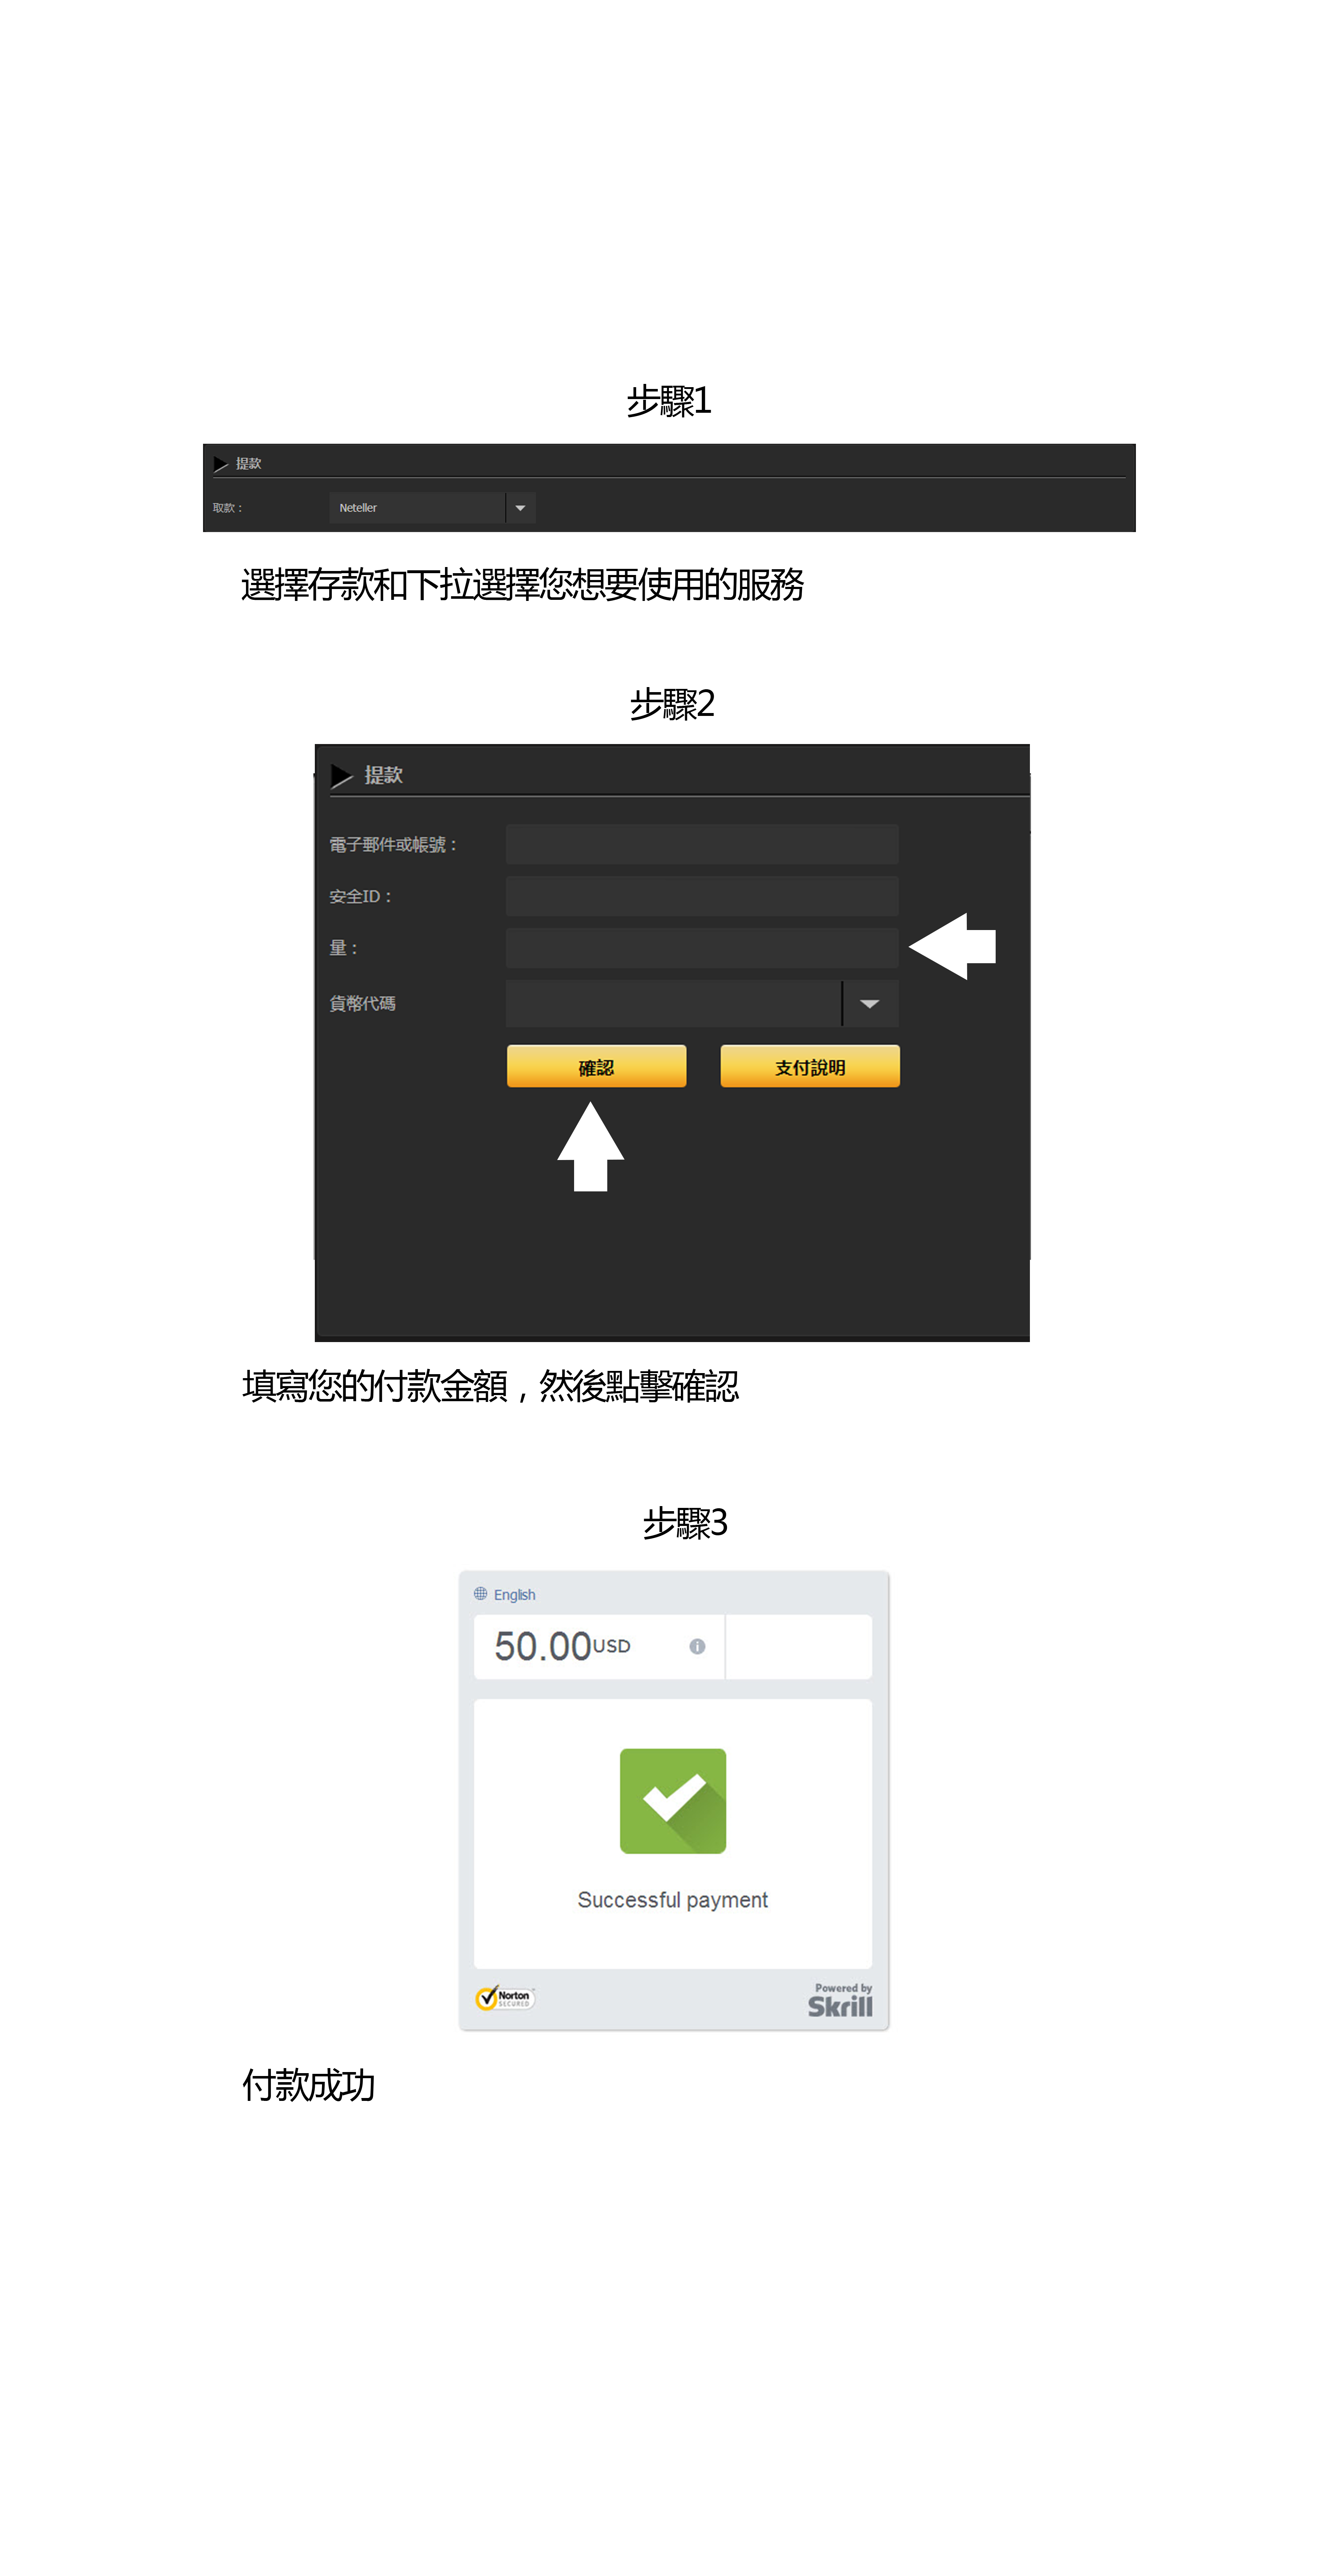 步驟1
提款
取款：
Neteller
選擇存款和下拉選擇您想要使用的服務
步驟2
提款
電子郵件或帳號：
安全ID：
量：
貨幣代碼
確認
支付說明
填寫您的付款金額，然後點擊確認
步驟3
English
50.00USD
Successful payment
Norton
SECURED
Powered by
Skrill
付款成功